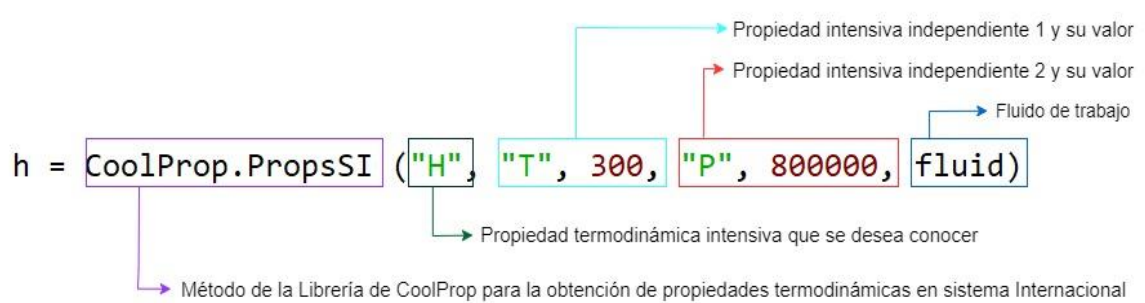 Propiedad intensiva independiente 1 y su valor
Propiedad intensiva independiente 2 y su valor
Fluido de trabajo
h = CoolProp.PropsSI ("H", "T", 300, "P", 800000, fluid)
Propiedad termodinámica intensiva que se desea conocer
Método de la Librería de CoolProp para la obtención de propiedades termodinámicas en sistema Internacional